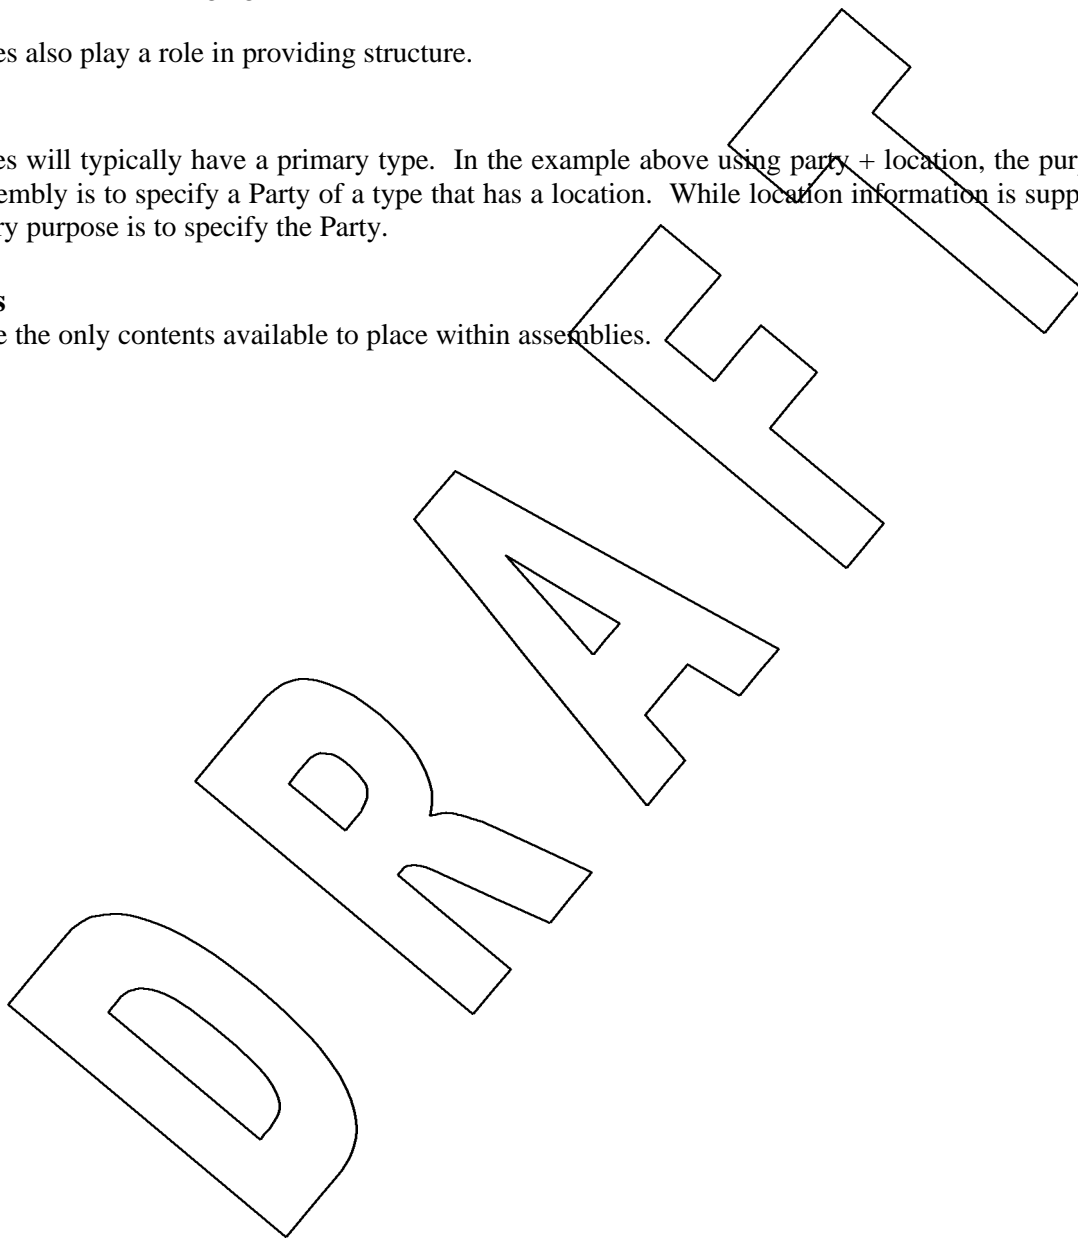 es also play a role in providing structure.
es will typically have a primary type. In the example above using party + location, the pur
embly is to specify a Party of a type that has a location. While location information is supp
ry purpose is to specify the Party.
s
e the only contents available to place within assemblies.
DRAFT